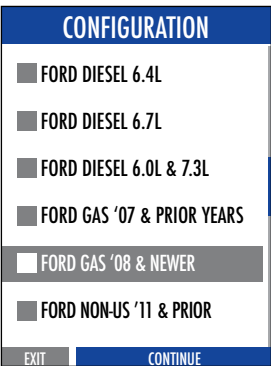 CONFIGURATION
FORD DIESEL 6.4L
FORD DIESEL 6.7L
FORD DIESEL 6.0L & 7.3L
FORD GAS ‘07 & PRIOR YEARS
FORD GAS ‘08 & NEWER
FORD NON-US ‘11 & PRIOR
EXIT CONTINUE